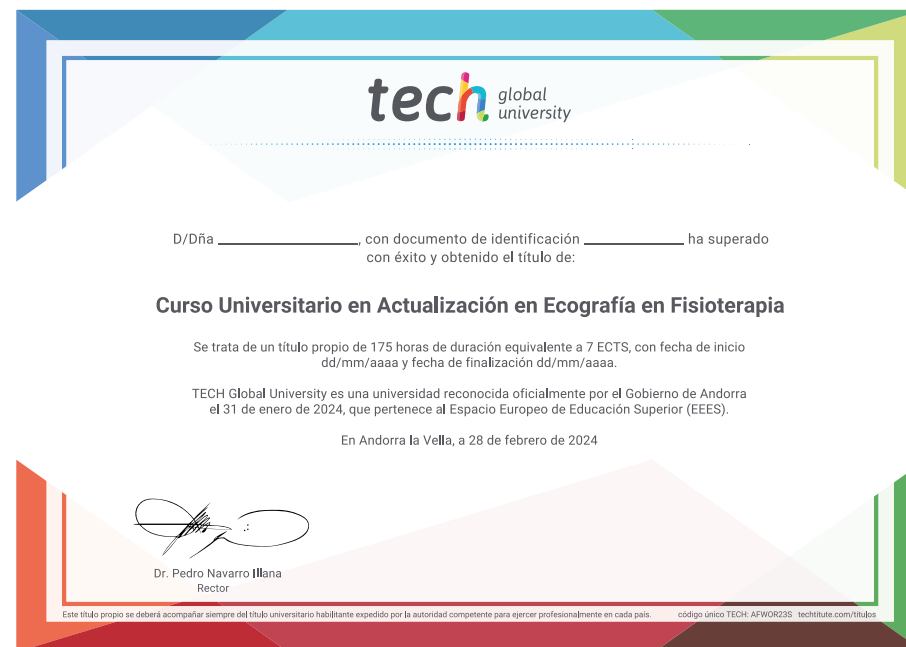 tech global university
D/Dña ____________________, con documento de identificación ______________ ha superado
con éxito y obtenido el título de:
Curso Universitario en Actualización en Ecografía en Fisioterapia
Se trata de un título propio de 175 horas de duración equivalente a 7 ECTS, con fecha de inicio
dd/mm/aaaa y fecha de finalización dd/mm/aaaa.
TECH Global University es una universidad reconocida oficialmente por el Gobierno de Andorra
el 31 de enero de 2024, que pertenece al Espacio Europeo de Educación Superior (EEES).
En Andorra la Vella, a 28 de febrero de 2024
Dr. Pedro Navarro Illana
Rector
Este título propio se deberá acompañar siempre del título universitario habilitante expedido por la autoridad competente para ejercer profesionalmente en cada país. código único TECH: AFWOR23S techtitute.com/titulos